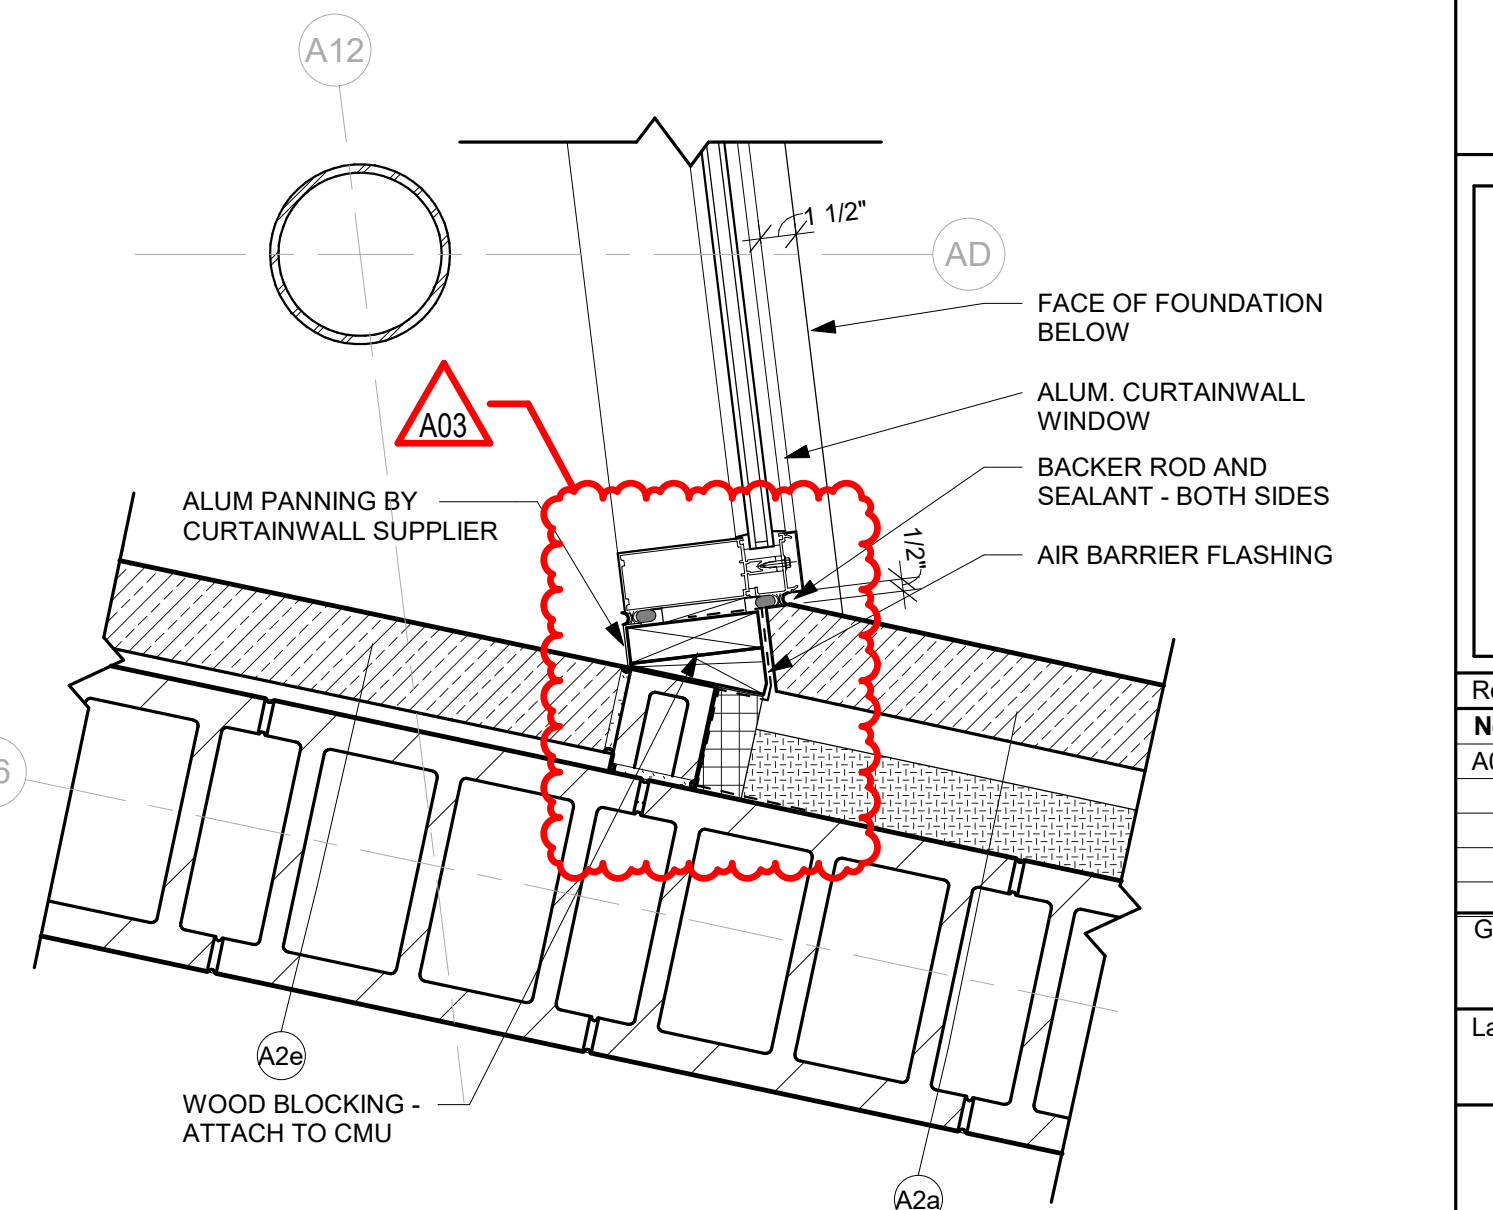 A12
1 1/2"
AD
FACE OF FOUNDATION
BELOW
A03
ALUM. CURTAINWALL
WINDOW
BACKER ROD AND
SEALANT - BOTH SIDES
ALUM PANNING BY
CURTAINWALL SUPPLIER
1/2"
AIR BARRIER FLASHING
6
A2e
WOOD BLOCKING -
ATTACH TO CMU
A2a